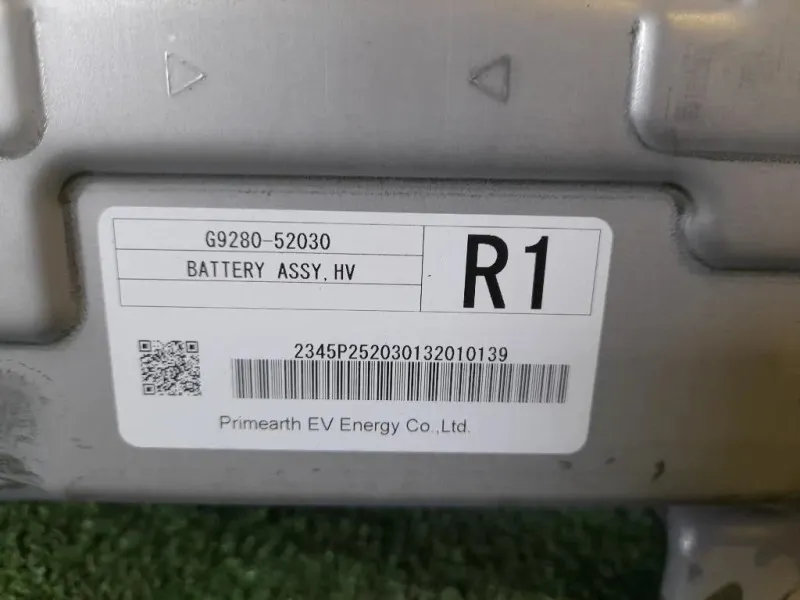 G9280-52030
BATTERY ASSY,HV
R1
2345P252030132010139
Primearth EV Energy Co.,Ltd.